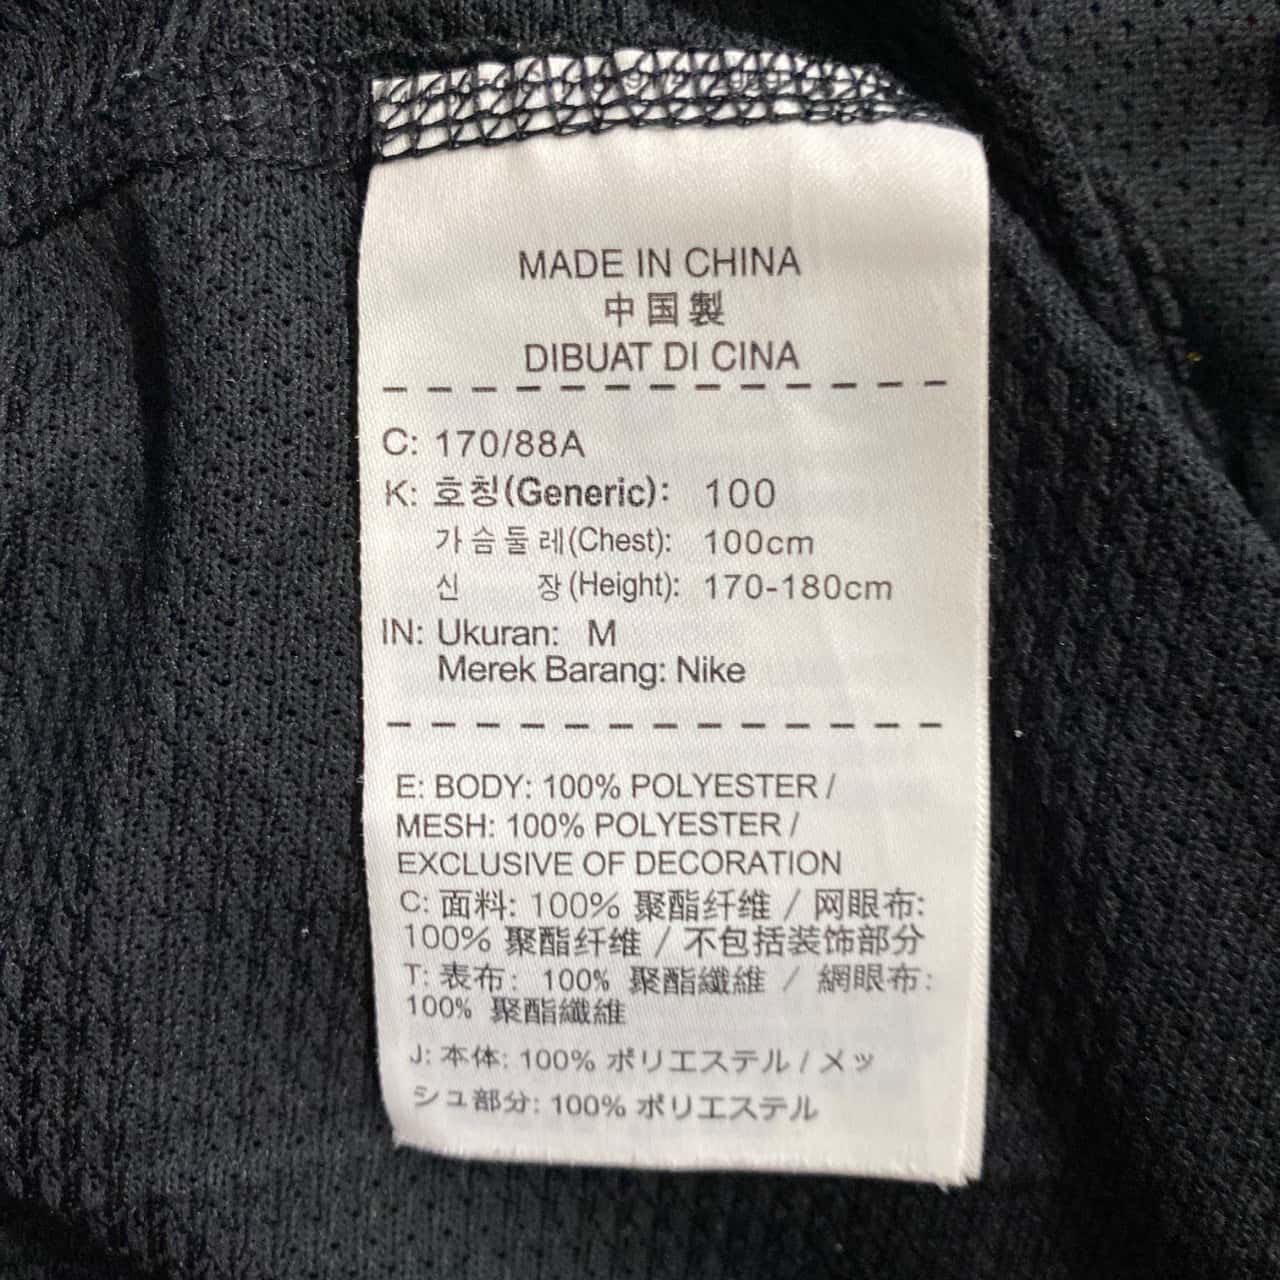 MADE IN CHINA
中国製
DIBUAT DI CINA
C: 170/88A
K: 호칭(Generic): 100
가슴둘레(Chest): 100cm
신 장(Height): 170-180cm
IN: Ukuran: M
Merek Barang: Nike
E: BODY: 100% POLYESTER /
MESH: 100% POLYESTER /
EXCLUSIVE OF DECORATION
C: 面料: 100% 聚酯纤维 / 网眼布:
100% 聚酯纤维 / 不包括装饰部分
T: 表布: 100% 聚酯纖維 / 網眼布:
100% 聚酯纖維
J: 本体: 100% ポリエステル / メッ
シュ部分: 100% ポリエステル